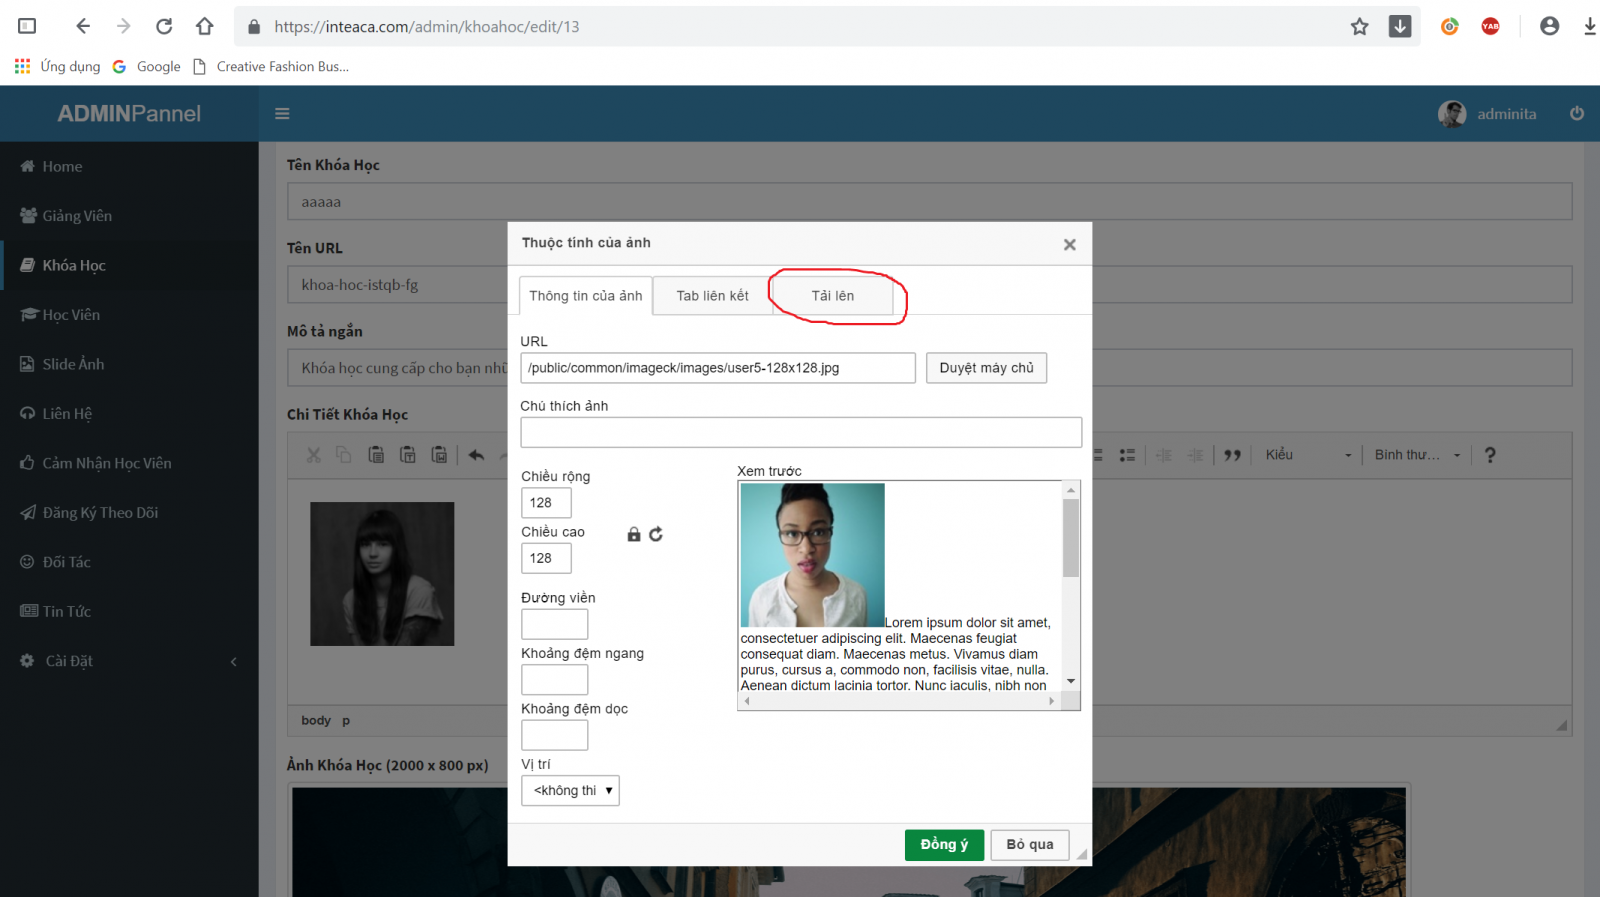 https://inteaca.com/admin/khoahoc/edit/13
YAB
Ứng dụng
Google
Creative Fashion Bus...
ADMINPannel
adminita
Home
Giảng Viên
Khóa Học
Học Viên
Slide Ảnh
Liên Hệ
Cảm Nhận Học Viên
Đăng Ký Theo Dõi
Đối Tác
Tin Tức
Cài Đặt
Tên Khóa Học
aaaaa
Tên URL
khoa-hoc-istqb-fg
Mô tả ngắn
Khóa học cung cấp cho bạn nhữ
Chi Tiết Khóa Học
Kiểu
Bình thư...
?
body p
Ảnh Khóa Học (2000 x 800 px)
Thuộc tính của ảnh
Thông tin của ảnh
Tab liên kết
Tải lên
URL
/public/common/imageck/images/user5-128x128.jpg
Duyệt máy chủ
Chú thích ảnh
Chiều rộng
128
Chiều cao
128
Đường viền
Khoảng đệm ngang
Khoảng đệm dọc
Vị trí
<không thi
Xem trước
Lorem ipsum dolor sit amet,
consectetuer adipiscing elit. Maecenas feugiat
consequat diam. Maecenas metus. Vivamus diam
purus, cursus a, commodo non, facilisis vitae, nulla.
Aenean dictum lacinia tortor. Nunc iaculis, nibh non
Đồng ý
Bỏ qua